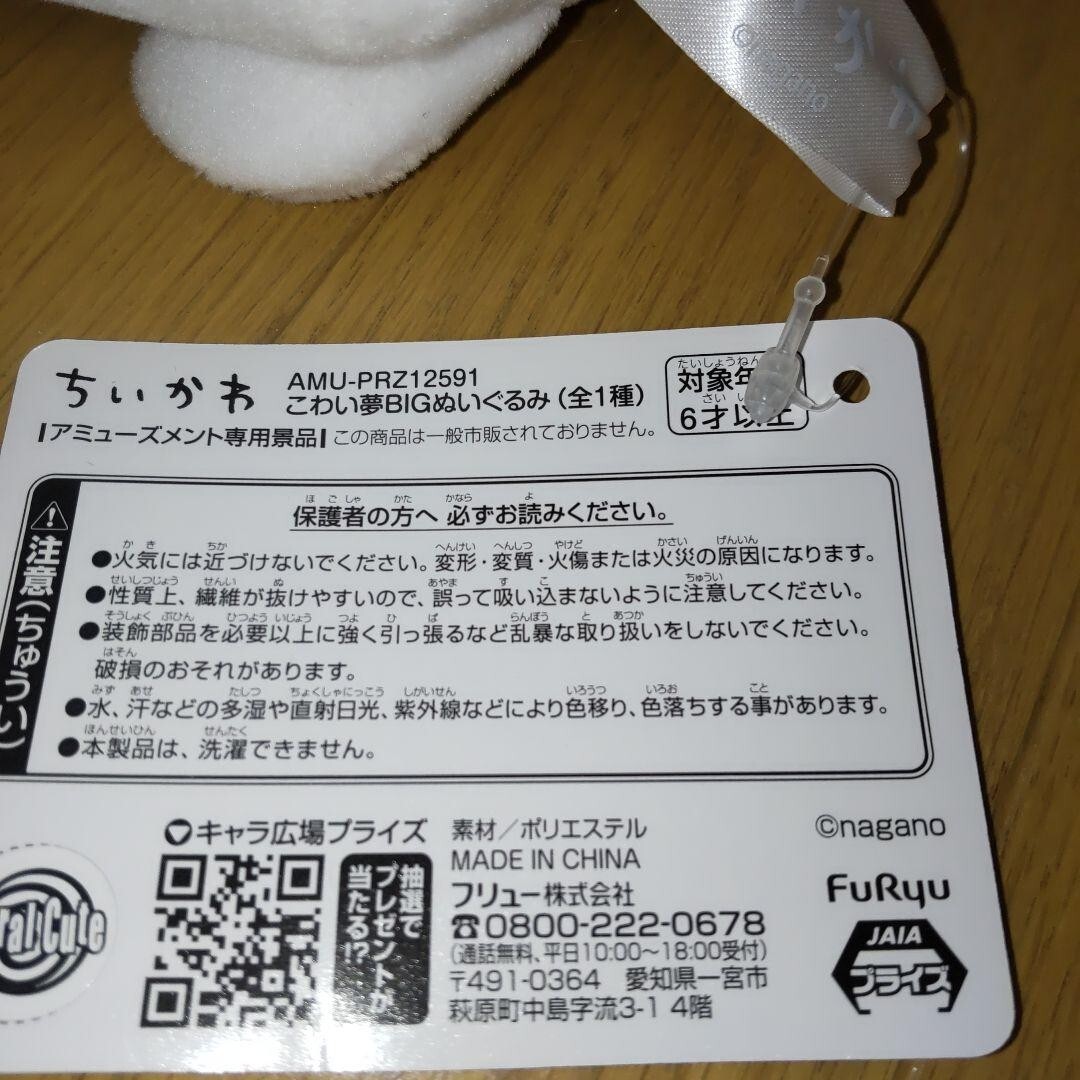 ©nagano
ちいかわ
AMU-PRZ12591
こわい夢BIGぬいぐるみ（全1種）
アミューズメント専用景品 この商品は一般市販されておりません。
たいしょうねん
対象年
6才以上
⚠注意(ちゅうい)
保護者の方へ 必ずお読みください。
●火気には近づけないでください。変形・変質・火傷または火災の原因になります。
●性質上、繊維が抜けやすいので、誤って吸い込まないように注意してください。
●装飾部品を必要以上に強く引っ張るなど乱暴な取り扱いをしないでください。
破損のおそれがあります。
●水、汗などの多湿や直射日光、紫外線などにより色移り、色落ちする事があります。
●本製品は、洗濯できません。
キャラ広場プライズ
抽選で
プレゼントが
当たる!?
素材／ポリエステル
MADE IN CHINA
フリュー株式会社
☎0800-222-0678
(通話無料、平日10:00～18:00受付)
〒491-0364 愛知県一宮市
萩原町中島字流3-1 4階
©nagano
FuRyu
JAIA
プライズ